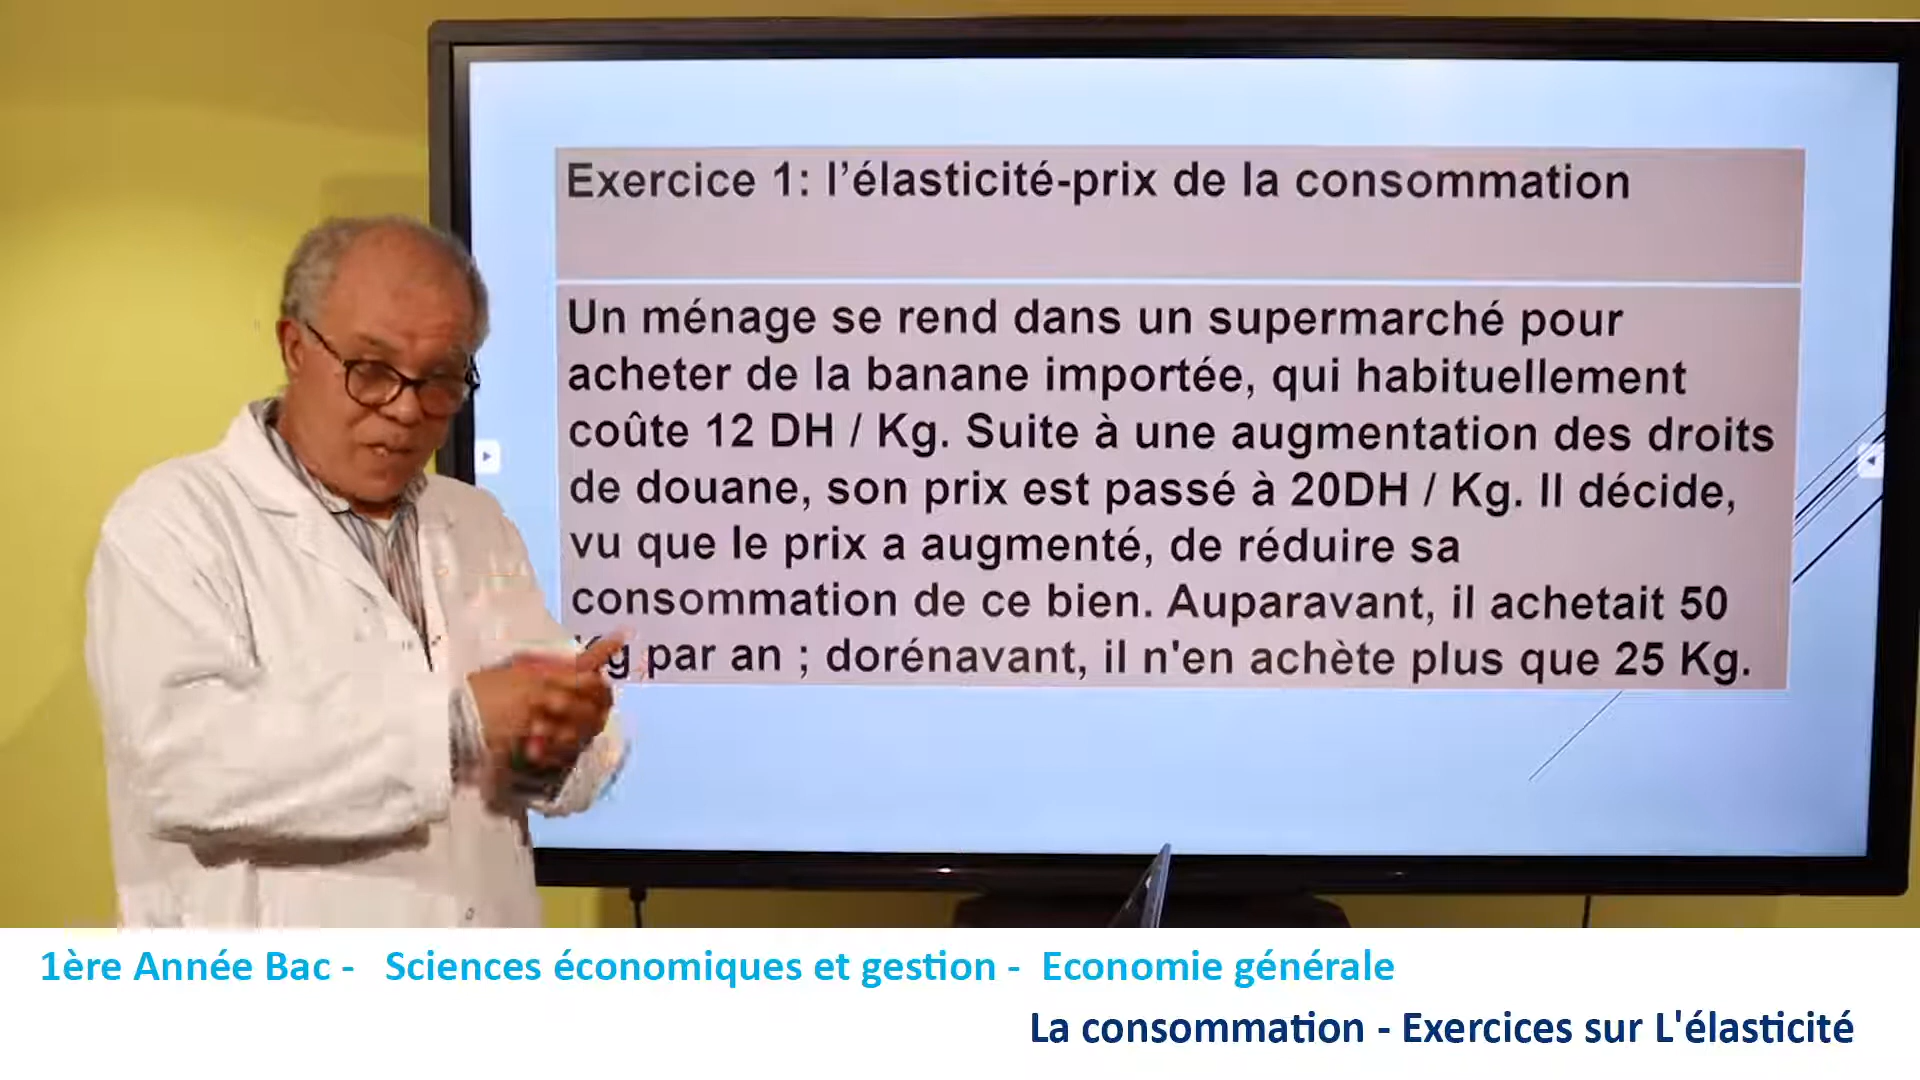 Exercice 1: l'élasticité-prix de la consommation
Un ménage se rend dans un supermarché pour
acheter de la banane importée, qui habituellement
coûte 12 DH / Kg. Suite à une augmentation des droits
de douane, son prix est passé à 20DH / Kg. Il décide,
vu que le prix a augmenté, de réduire sa
consommation de ce bien. Auparavant, il achetait 50
Kg par an ; dorénavant, il n'en achète plus que 25 Kg.
1ère Année Bac - Sciences économiques et gestion - Economie générale
La consommation - Exercices sur L'élasticité